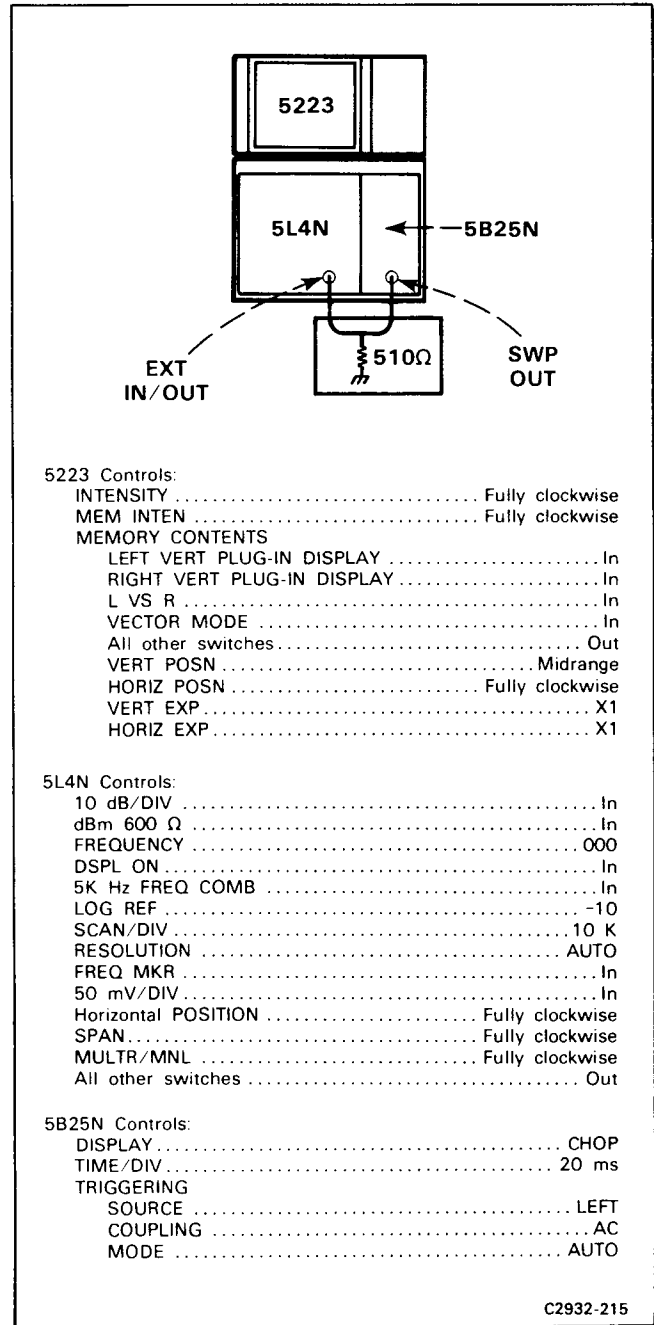 5223
5L4N
5B25N
510Ω
EXT
IN/OUT
SWP
OUT
5223 Controls:
INTENSITY ............................... Fully clockwise
MEM INTEN ............................... Fully clockwise
MEMORY CONTENTS
LEFT VERT PLUG-IN DISPLAY ........................In
RIGHT VERT PLUG-IN DISPLAY.......................In
L VS R ...........................................In
VECTOR MODE ......................................In
All other switches.............................. Out
VERT POSN ................................. Midrange
HORIZ POSN ......................... Fully clockwise
VERT EXP......................................... X1
HORIZ EXP........................................ X1
5L4N Controls:
10 dB/DIV ..........................................In
dBm 600 Ω ..........................................In
FREQUENCY ........................................000
DSPL ON ............................................In
5K Hz FREQ COMB ...................................In
LOG REF .......................................... -10
SCAN/DIV ........................................10 K
RESOLUTION .................................... AUTO
FREQ MKR ..........................................In
50 mV/DIV..........................................In
Horizontal POSITION ...................... Fully clockwise
SPAN..................................... Fully clockwise
MULTR/MNL ............................... Fully clockwise
All other switches ................................. Out
5B25N Controls:
DISPLAY........................................ CHOP
TIME/DIV....................................... 20 ms
TRIGGERING
SOURCE ....................................... LEFT
COUPLING ....................................... AC
MODE ......................................... AUTO
C2932-215